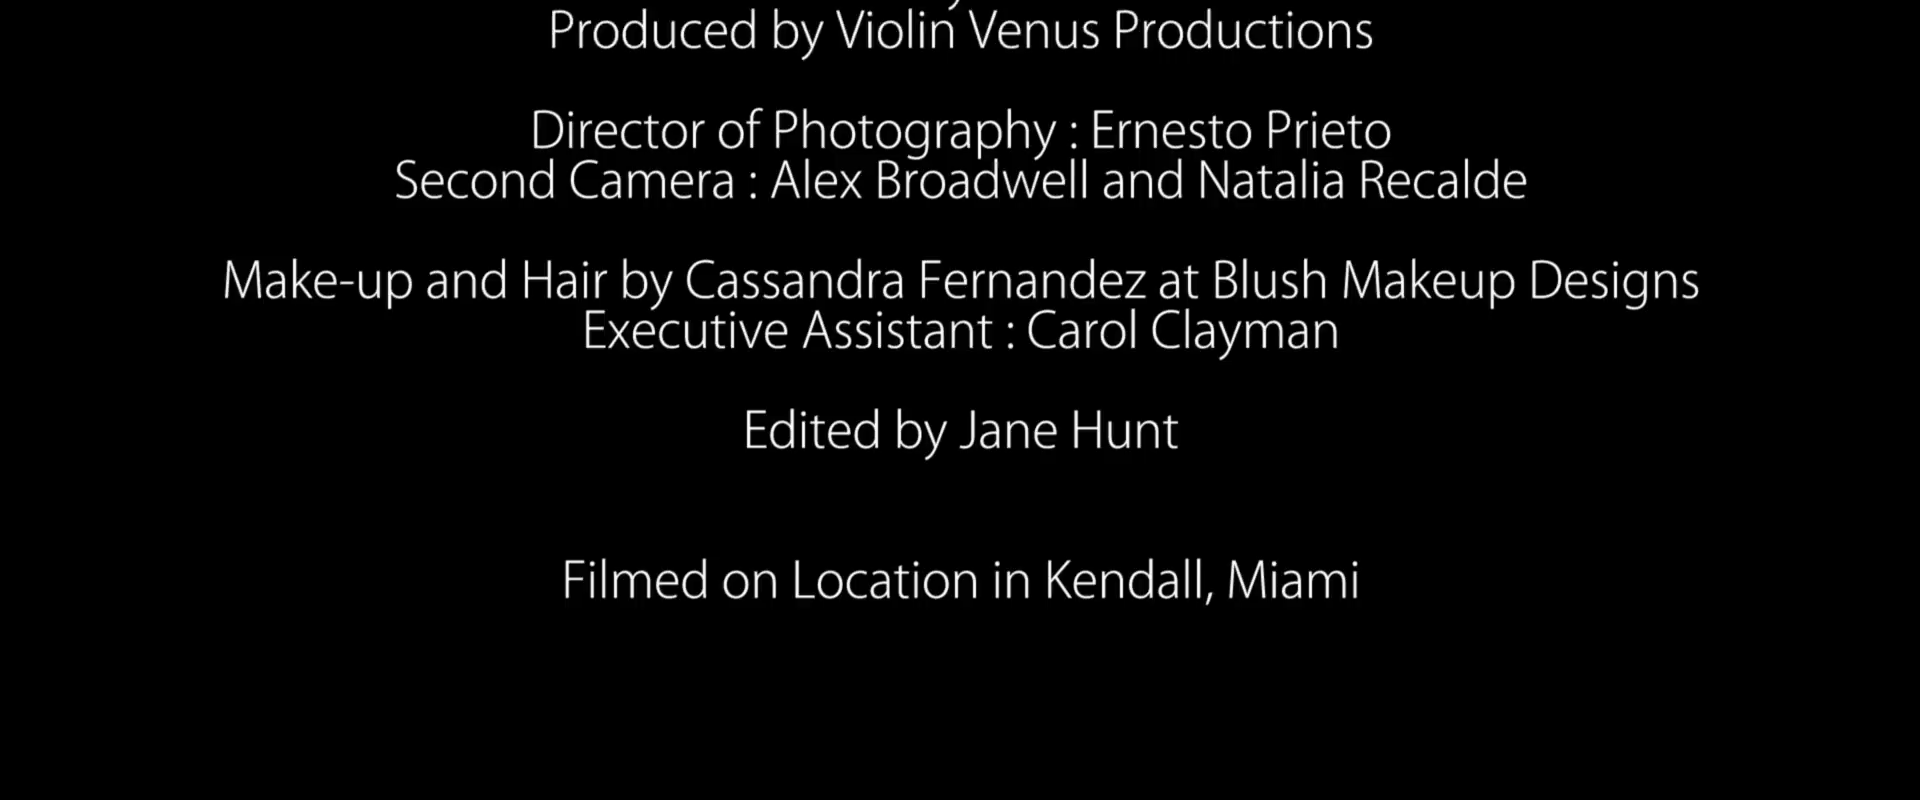 Produced by Violin Venus Productions
Director of Photography : Ernesto Prieto
Second Camera : Alex Broadwell and Natalia Recalde
Make-up and Hair by Cassandra Fernandez at Blush Makeup Designs
Executive Assistant : Carol Clayman
Edited by Jane Hunt
Filmed on Location in Kendall, Miami